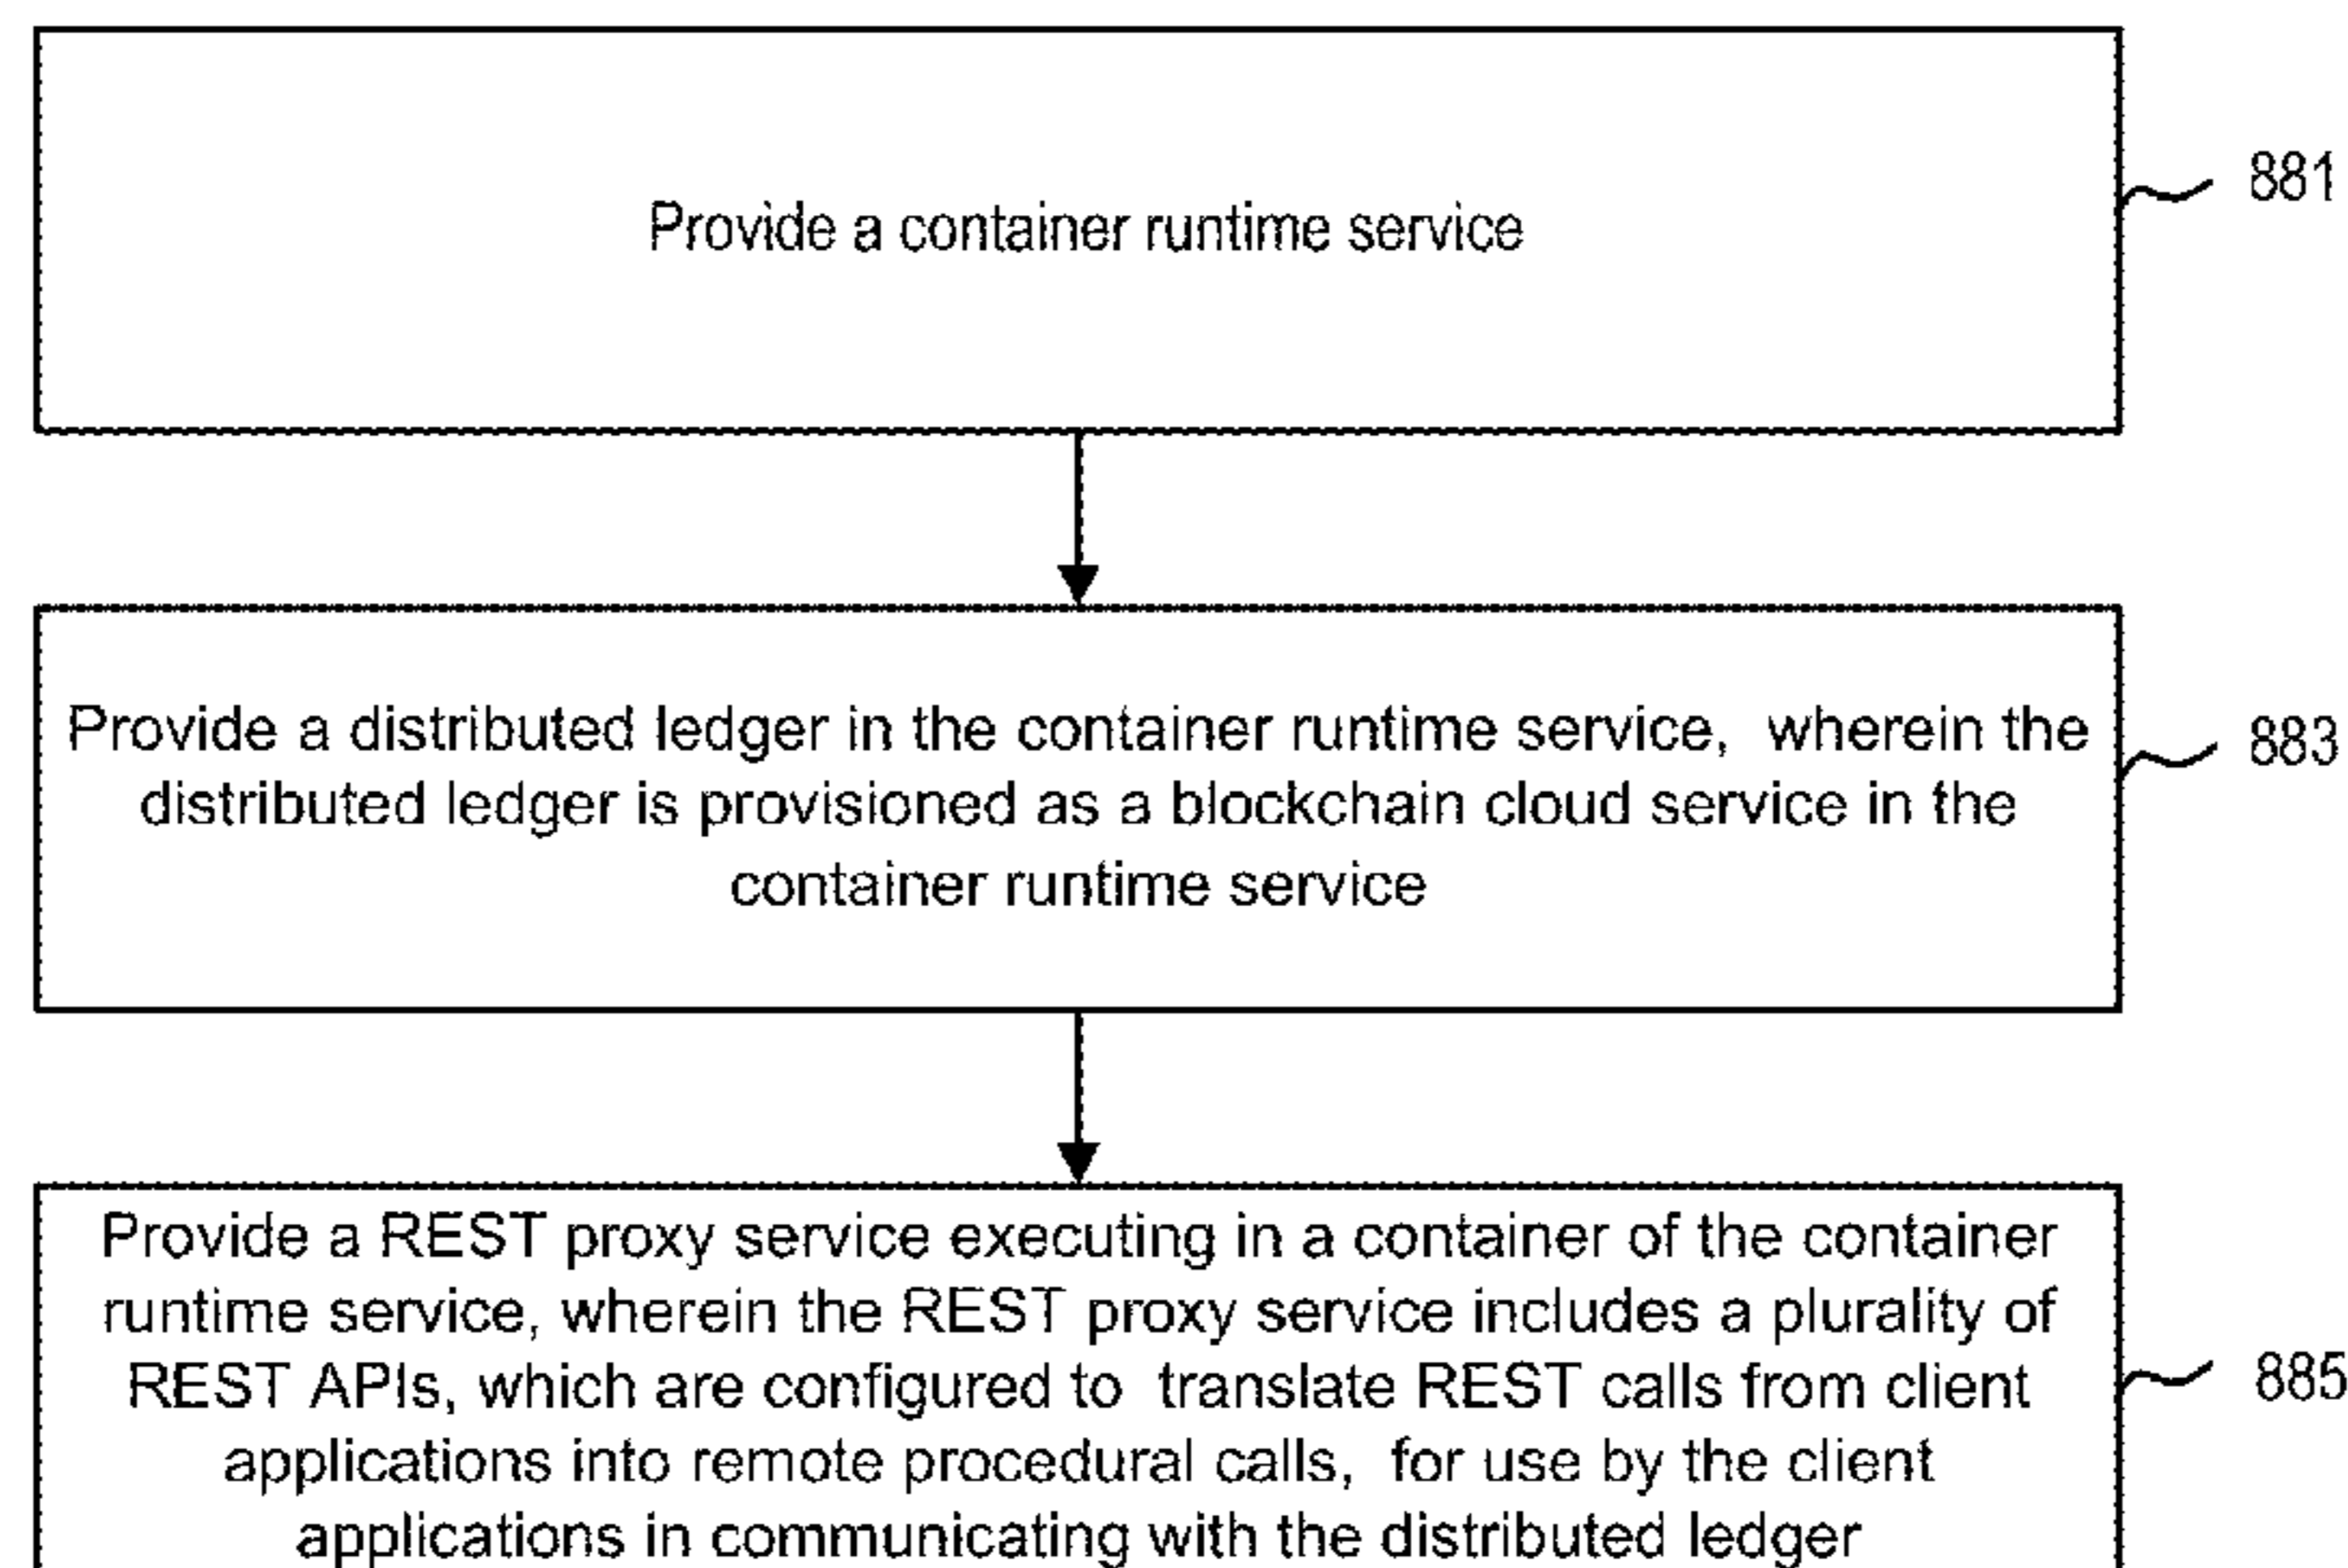 Provide a container runtime service
881
Provide a distributed ledger in the container runtime service, wherein the
distributed ledger is provisioned as a blockchain cloud service in the
container runtime service
883
Provide a REST proxy service executing in a container of the container
runtime service, wherein the REST proxy service includes a plurality of
REST APIs, which are configured to translate REST calls from client
applications into remote procedural calls, for use by the client
applications in communicating with the distributed ledger
885